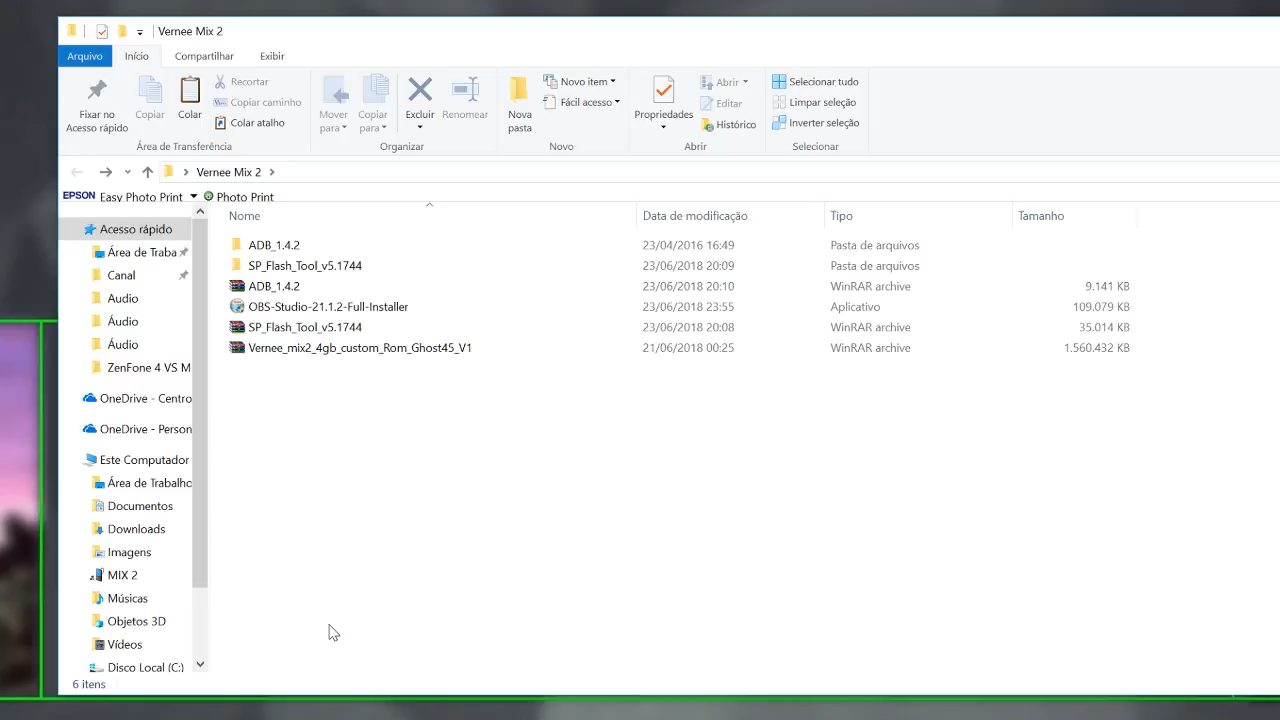 Vernee Mix 2
Arquivo Início Compartilhar Exibir
Fixar no Acesso rápido
Copiar
Colar
Recortar
Copiar caminho
Colar atalho
Área de Transferência
Mover para
Copiar para
Excluir
Renomear
Organizar
Nova pasta
Novo item
Fácil acesso
Novo
Propriedades
Abrir
Editar
Histórico
Abrir
Selecionar tudo
Limpar seleção
Inverter seleção
Selecionar
Vernee Mix 2
EPSON Easy Photo Print Photo Print
Nome Data de modificação Tipo Tamanho
ADB_1.4.2 23/04/2016 16:49 Pasta de arquivos
SP_Flash_Tool_v5.1744 23/06/2018 20:09 Pasta de arquivos
ADB_1.4.2 23/06/2018 20:10 WinRAR archive 9.141 KB
OBS-Studio-21.1.2-Full-Installer 23/06/2018 23:55 Aplicativo 109.079 KB
SP_Flash_Tool_v5.1744 23/06/2018 20:08 WinRAR archive 35.014 KB
Vernee_mix2_4gb_custom_Rom_Ghost45_V1 21/06/2018 00:25 WinRAR archive 1.560.432 KB
Acesso rápido
Área de Traba
Canal
Audio
Áudio
Áudio
ZenFone 4 VS M
OneDrive - Centro
OneDrive - Person
Este Computador
Área de Trabalho
Documentos
Downloads
Imagens
MIX 2
Músicas
Objetos 3D
Vídeos
Disco Local (C:)
6 itens